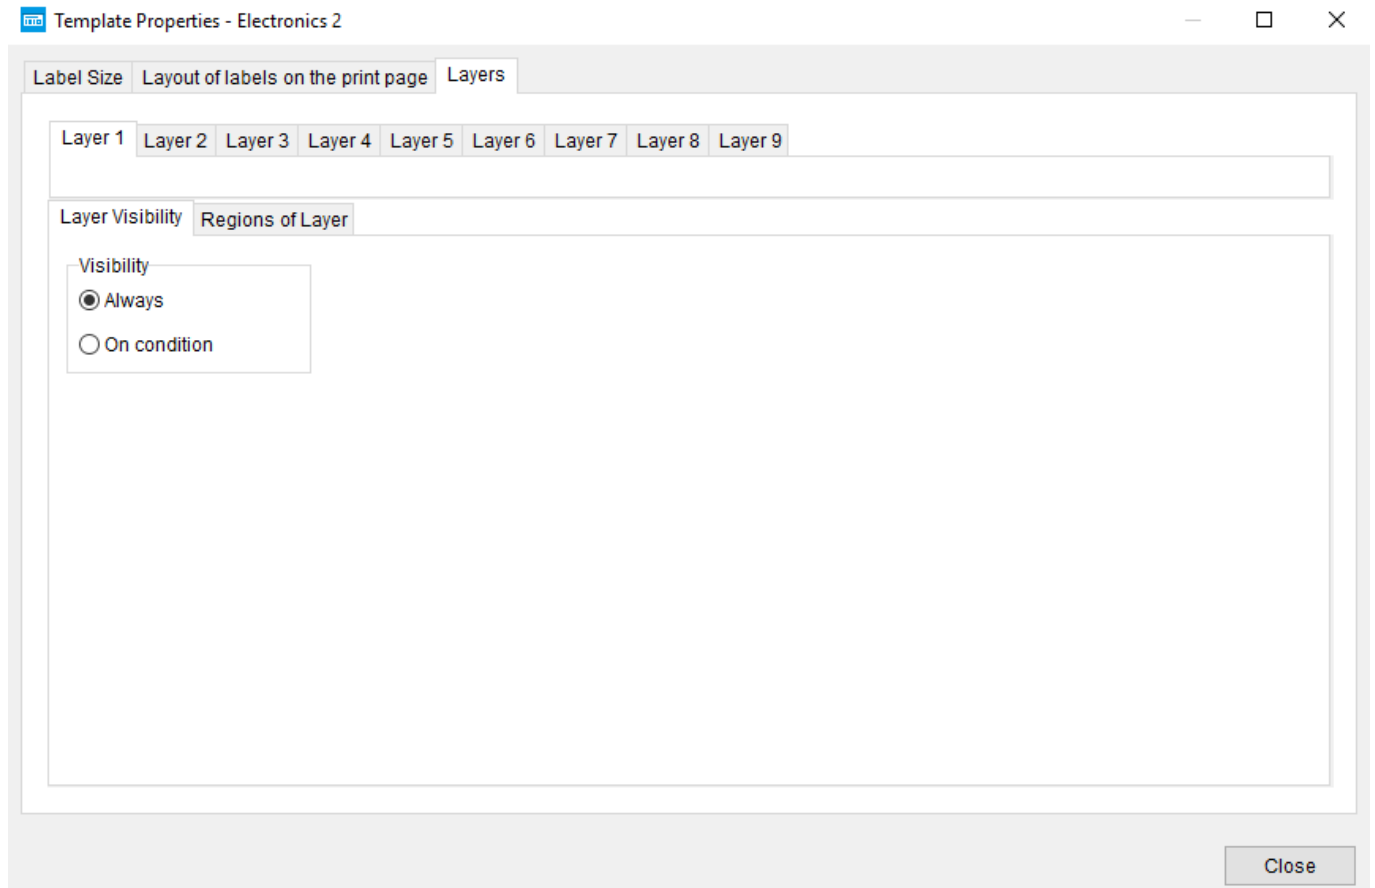 Template Properties - Electronics 2
Label Size Layout of labels on the print page Layers
Layer 1 Layer 2 Layer 3 Layer 4 Layer 5 Layer 6 Layer 7 Layer 8 Layer 9
Layer Visibility Regions of Layer
Visibility
Always
On condition
Close